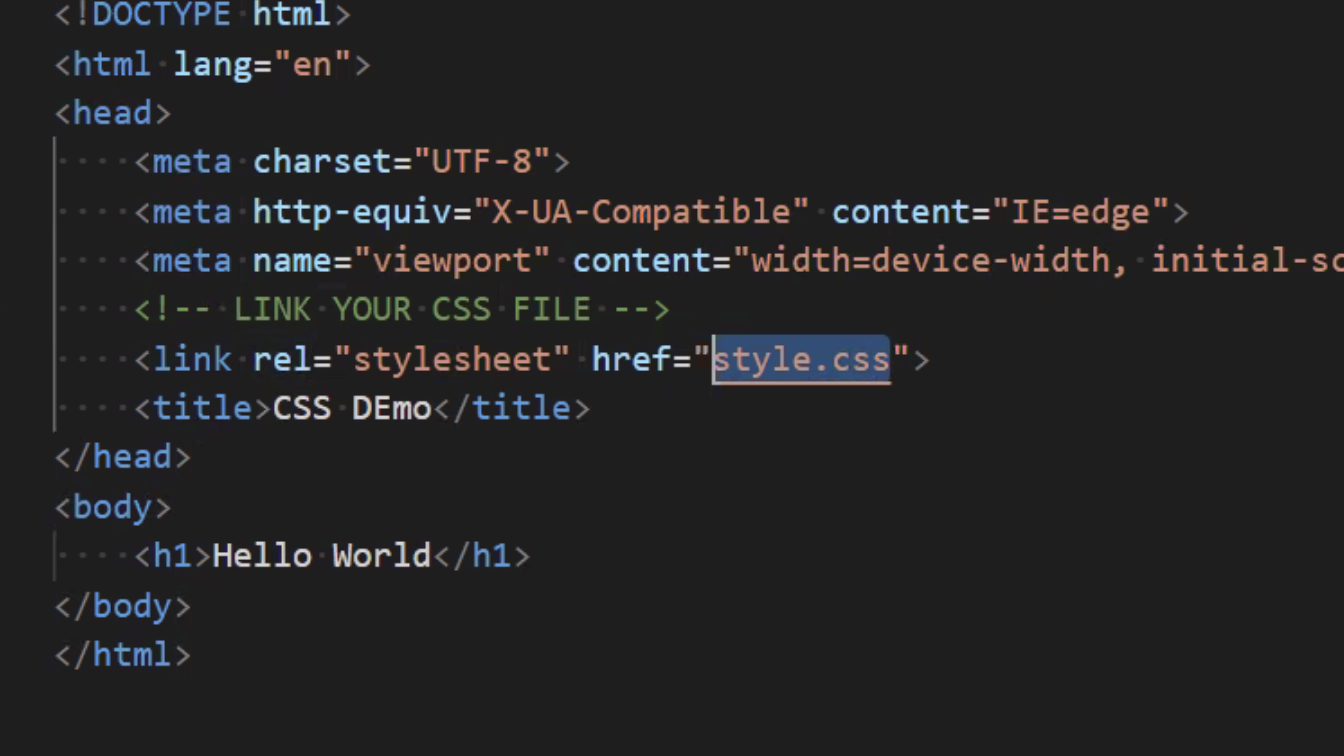 <!DOCTYPE html>
<html lang="en">
<head>
    <meta charset="UTF-8">
    <meta http-equiv="X-UA-Compatible" content="IE=edge">
    <meta name="viewport" content="width=device-width, initial-sc
    <!-- LINK YOUR CSS FILE -->
    <link rel="stylesheet" href="style.css">
    <title>CSS DEmo</title>
</head>
<body>
    <h1>Hello World</h1>
</body>
</html>